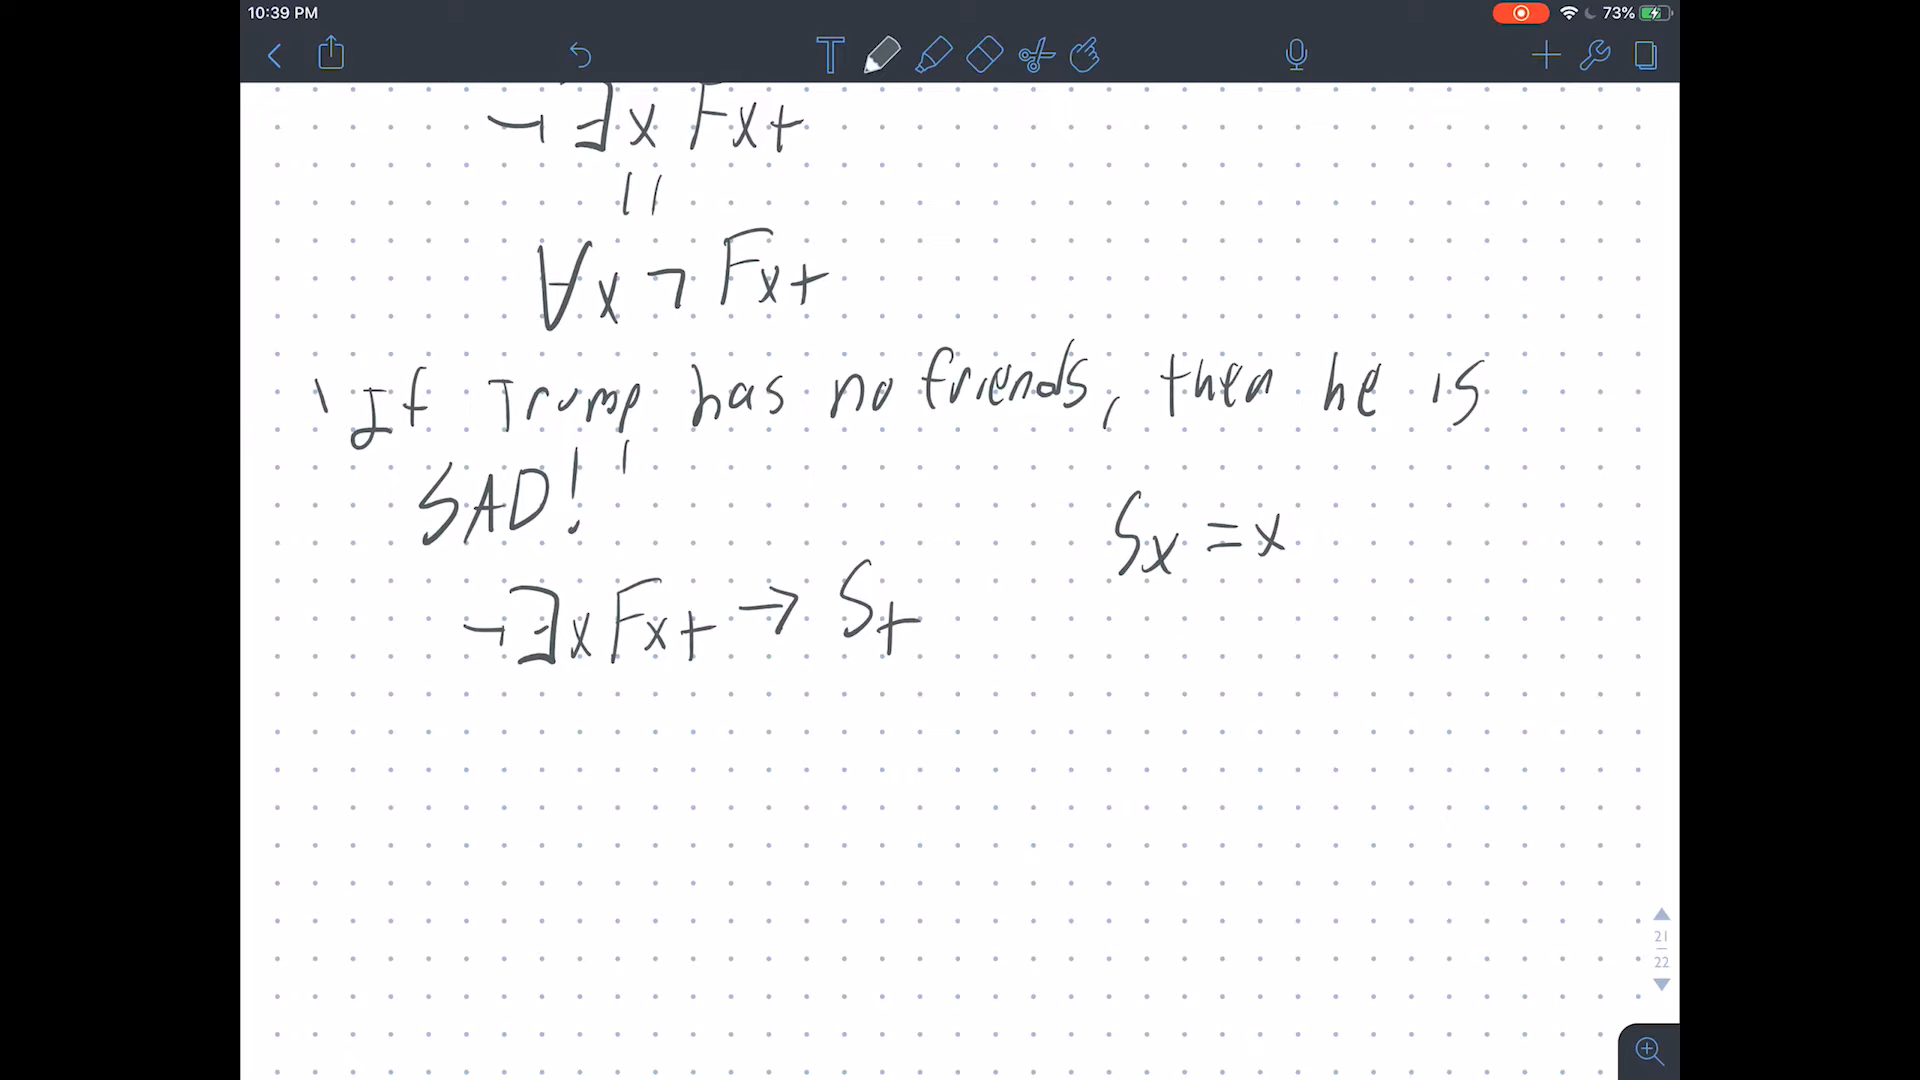 10:39 PM
73%
¬∃x Fxt
||
∀x ¬Fxt
'If Trump has no friends, then he is
SAD!'
Sx = x
¬∃x Fxt → St
21
22